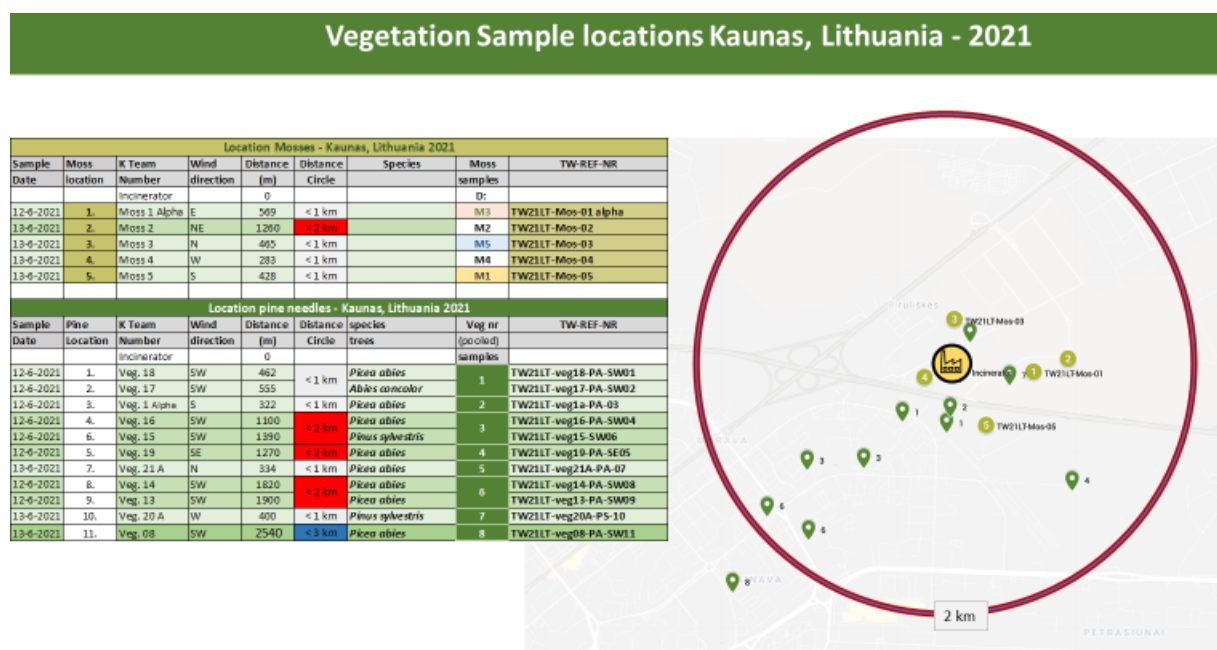 Vegetation Sample locations Kaunas, Lithuania - 2021
Location Mosses - Kaunas, Lithuania 2021
Sample Moss K Team Wind Distance Distance Species Moss TW-REF-NR
Date location Number direction (m) Circle samples
Incinerator 0 D:
12-6-2021 1. Moss 1 Alpha E 569 < 1 km M3 TW21LT-Mos-01 alpha
13-6-2021 2. Moss 2 NE 1260 < 2 km M2 TW21LT-Mos-02
13-6-2021 3. Moss 3 N 465 < 1 km M5 TW21LT-Mos-03
13-6-2021 4. Moss 4 W 283 < 1 km M4 TW21LT-Mos-04
13-6-2021 5. Moss 5 S 428 < 1 km M1 TW21LT-Mos-05
Location pine needles - Kaunas, Lithuania 2021
Sample Pine K Team Wind Distance Distance species Veg nr TW-REF-NR
Date Location Number direction (m) Circle trees (pooled)
Incinerator 0 samples
12-6-2021 1. Veg. 18 SW 462 < 1 km Picea abies 1 TW21LT-veg18-PA-SW01
12-6-2021 2. Veg. 17 SW 555 Abies concolor TW21LT-veg17-PA-SW02
12-6-2021 3. Veg. 1 Alpha S 322 < 1 km Picea abies 2 TW21LT-veg1a-PA-03
12-6-2021 4. Veg. 16 SW 1100 < 2 km Picea abies 3 TW21LT-veg16-PA-SW04
12-6-2021 6. Veg. 15 SW 1390 Pinus sylvestris TW21LT-veg15-SW06
12-6-2021 5. Veg. 19 SE 1270 < 2 km Picea abies 4 TW21LT-veg19-PA-SE05
13-6-2021 7. Veg. 21 A N 334 < 1 km Picea abies 5 TW21LT-veg21A-PA-07
12-6-2021 8. Veg. 14 SW 1820 < 2 km Picea abies 6 TW21LT-veg14-PA-SW08
12-6-2021 9. Veg. 13 SW 1900 Picea abies TW21LT-veg13-PA-SW09
13-6-2021 10. Veg. 20 A W 400 < 1 km Pinus sylvestris 7 TW21LT-veg20A-PS-10
13-6-2021 11. Veg. 08 SW 2540 < 3 km Picea abies 8 TW21LT-veg08-PA-SW11
3 TW21LT-Mos-03
2
4 Incinerator 7 1 TW21LT-Mos-01
1 2
1 5 TW21LT-Mos-05
3 3
4
6
6
8
2 km
PETRAŠIŪNAI